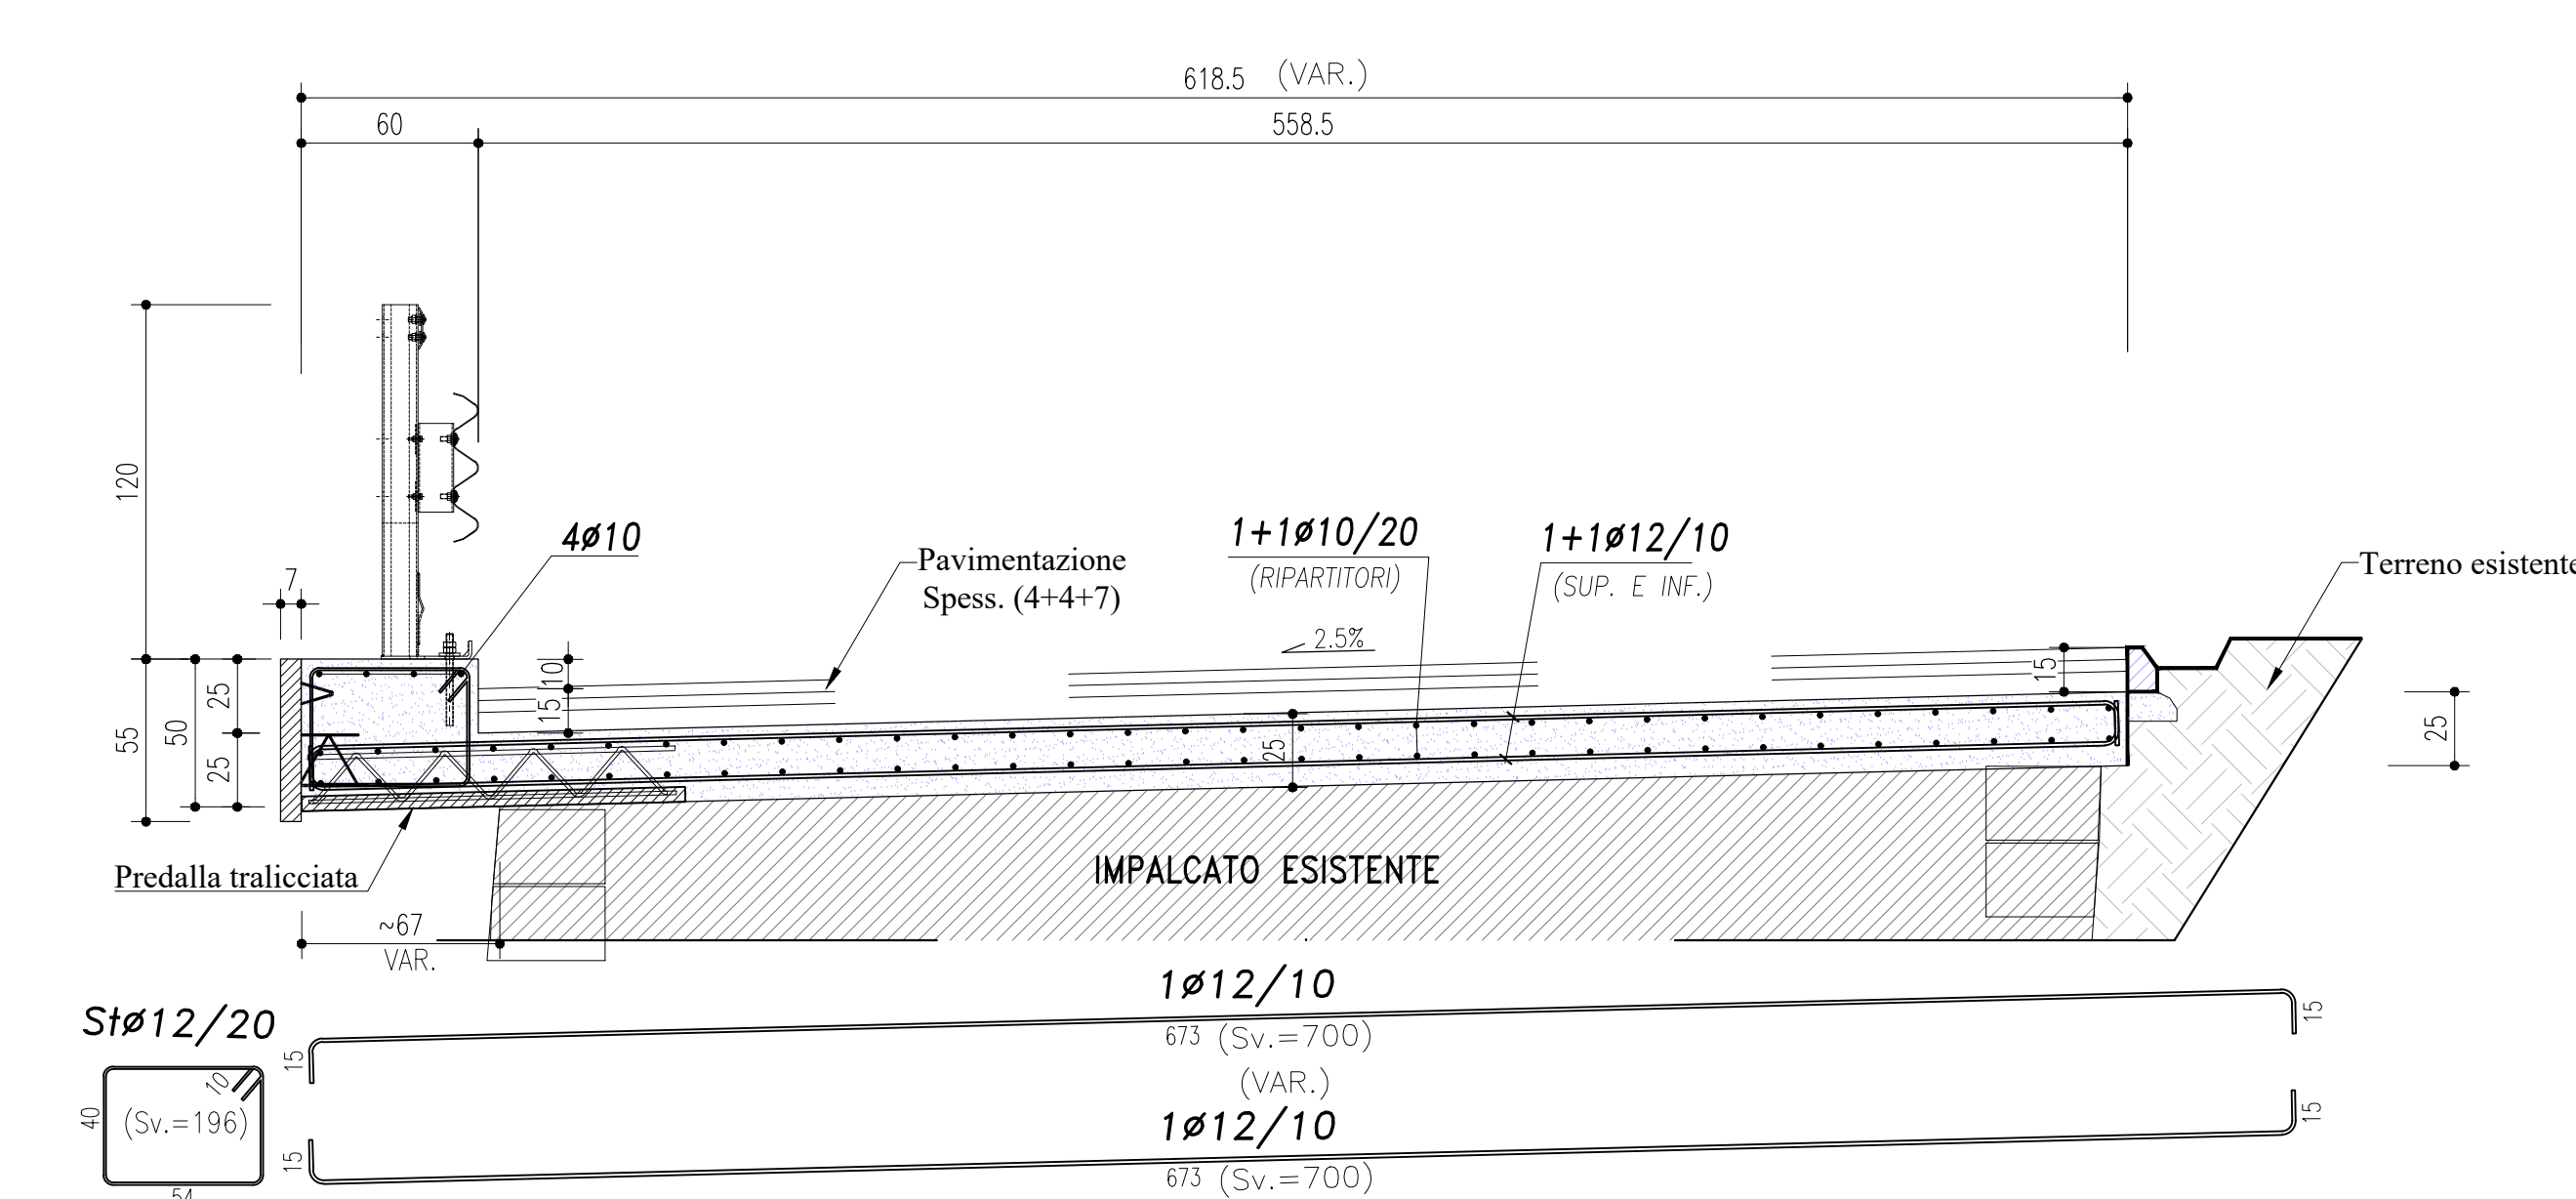 618.5 (VAR.)
60
558.5
120
4ø10
1+1ø10/20
(RIPARTITORI)
1+1ø12/10
(SUP. E INF.)
Pavimentazione
Spess. (4+4+7)
Terreno esistente
7
2.5%
10
15
15
25
50
55
25
25
25
IMPALCATO ESISTENTE
Predalla tralicciata
~67
VAR.
1ø12/10
Stø12/20
15
15
673 (Sv.=700)
10
(VAR.)
40
(Sv.=196)
1ø12/10
15
15
673 (Sv.=700)
54